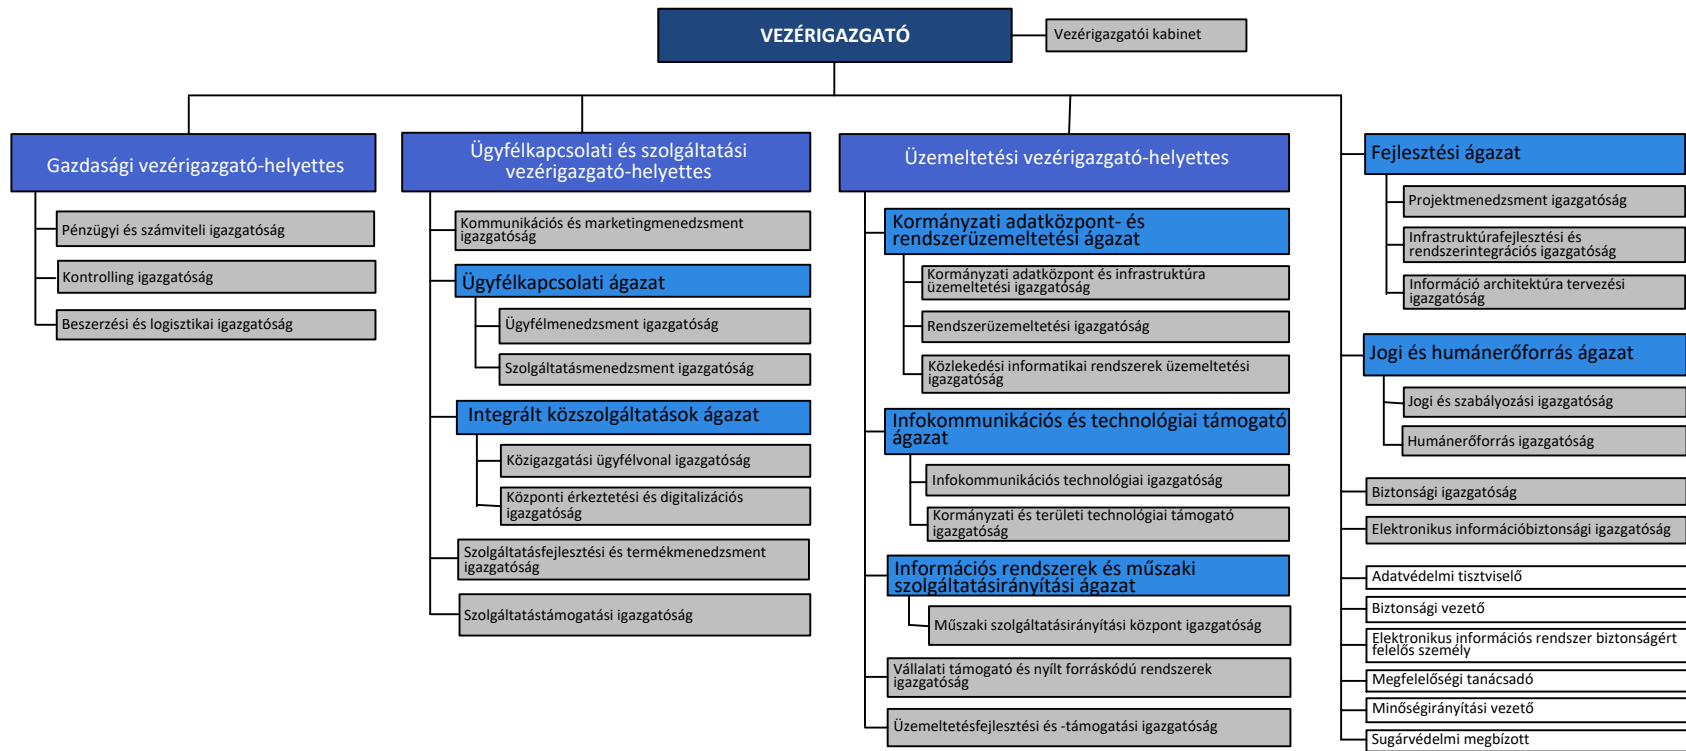 VEZÉRIGAZGATÓ
Vezérigazgatói kabinet
Gazdasági vezérigazgató-helyettes
Pénzügyi és számviteli igazgatóság
Kontrolling igazgatóság
Beszerzési és logisztikai igazgatóság
Ügyfélkapcsolati és szolgáltatási
vezérigazgató-helyettes
Kommunikációs és marketingmenedzsment
igazgatóság
Ügyfélkapcsolati ágazat
Ügyfélmenedzsment igazgatóság
Szolgáltatásmenedzsment igazgatóság
Integrált közszolgáltatások ágazat
Közigazgatási ügyfélvonal igazgatóság
Központi érkeztetési és digitalizációs
igazgatóság
Szolgáltatásfejlesztési és termékmenedzsment
igazgatóság
Szolgáltatástámogatási igazgatóság
Üzemeltetési vezérigazgató-helyettes
Kormányzati adatközpont- és
rendszerüzemeltetési ágazat
Kormányzati adatközpont és infrastruktúra
üzemeltetési igazgatóság
Rendszerüzemeltetési igazgatóság
Közlekedési informatikai rendszerek üzemeltetési
igazgatóság
Infokommunikációs és technológiai támogató
ágazat
Infokommunikációs technológiai igazgatóság
Kormányzati és területi technológiai támogató
igazgatóság
Információs rendszerek és műszaki
szolgáltatásirányítási ágazat
Műszaki szolgáltatásirányítási központ igazgatóság
Vállalati támogató és nyílt forráskódú rendszerek
igazgatóság
Üzemeltetésfejlesztési és -támogatási igazgatóság
Fejlesztési ágazat
Projektmenedzsment igazgatóság
Infrastruktúrafejlesztési és
rendszerintegrációs igazgatóság
Információ architektúra tervezési
igazgatóság
Jogi és humánerőforrás ágazat
Jogi és szabályozási igazgatóság
Humánerőforrás igazgatóság
Biztonsági igazgatóság
Elektronikus információbiztonsági igazgatóság
Adatvédelmi tisztviselő
Biztonsági vezető
Elektronikus információs rendszer biztonságért
felelős személy
Megfelelőségi tanácsadó
Minőségirányítási vezető
Sugárvédelmi megbízott